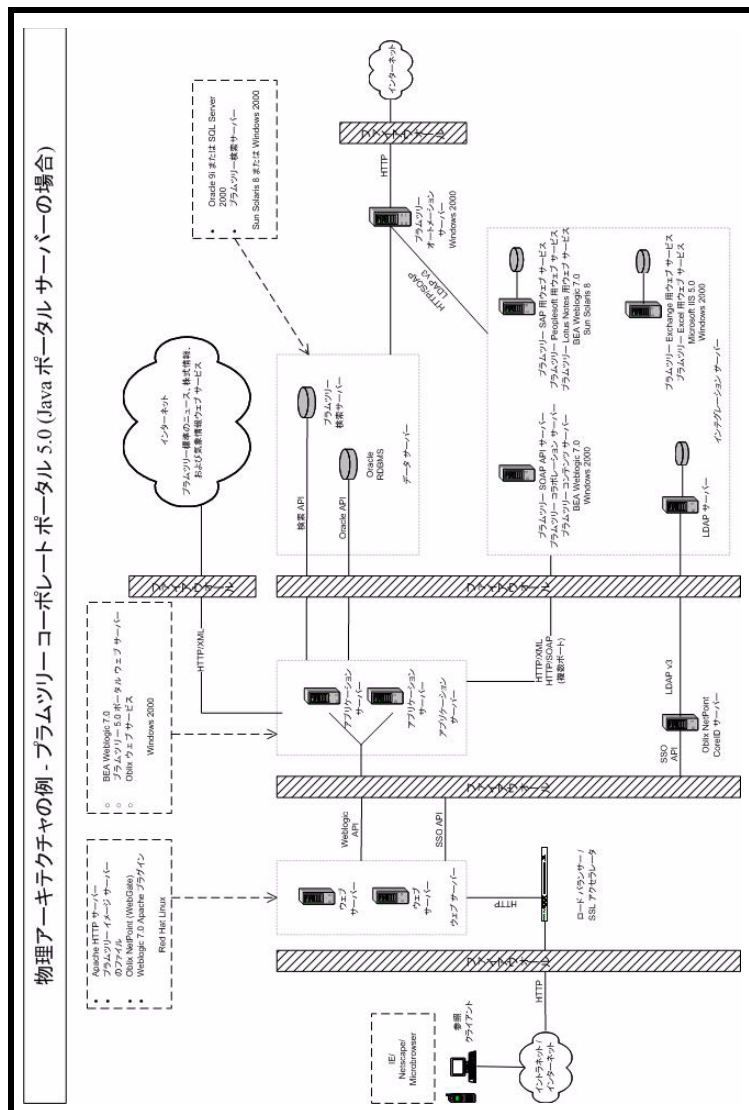 物理アーキテクチャの例 - プラムツリー コーポレート ポータル 5.0 (Java ポータル サーバーの場合)
• Apache HTTP サーバー
• プラムツリー イメージ サーバー
のファイル
• Oblix NetPoint (WebGate)
• Weblogic 7.0 Apache プラグイン
Red Hat Linux
○ BEA Weblogic 7.0
○ プラムツリー 5.0 ポータル ウェブ サーバー
○ Oblix ウェブ サービス
Windows 2000
インターネット
プラムツリー標準のニュース、株式情報、
および気象情報ウェブ サービス
• Oracle 9i または SQL Server
2000
• プラムツリー検索サーバー
Sun Solaris 8 または Windows 2000
IE/
Netscape/
Microbrowser
参照
クライアント
イントラネット /
インターネット
HTTP
ファイアウォール
ロード バランサー /
SSL アクセラレータ
HTTP
ウェブ
サーバー
ウェブ
サーバー
ウェブ サーバー
Weblogic
API
SSO API
ファイアウォール
アプリケーション
サーバー
アプリケーション
サーバー
アプリケーション
サーバー
HTTP/XML
ファイアウォール
SSO
API
Oblix NetPoint
CoreID サーバー
LDAP v3
HTTP/XML
HTTP/SOAP
(複数ポート)
ファイアウォール
検索 API
Oracle API
プラムツリー
検索サーバー
Oracle
RDBMS
データ サーバー
プラムツリー SOAP API サーバー
プラムツリー コラボレーション サーバー
プラムツリー コンテンツ サーバー
BEA Weblogic 7.0
Windows 2000
プラムツリー SAP 用ウェブ サービス
プラムツリー Peoplesoft 用ウェブ サービス
プラムツリー Lotus Notes 用ウェブ サービス
BEA Weblogic 7.0
Sun Solaris 8
LDAP サーバー
プラムツリー Exchange 用ウェブ サービス
プラムツリー Excel 用ウェブ サービス
Microsoft IIS 5.0
Windows 2000
インテグレーション サーバー
HTTP/SOAP
LDAP v3
プラムツリー
オートメーション
サーバー
Windows 2000
HTTP
ファイアウォール
インターネット